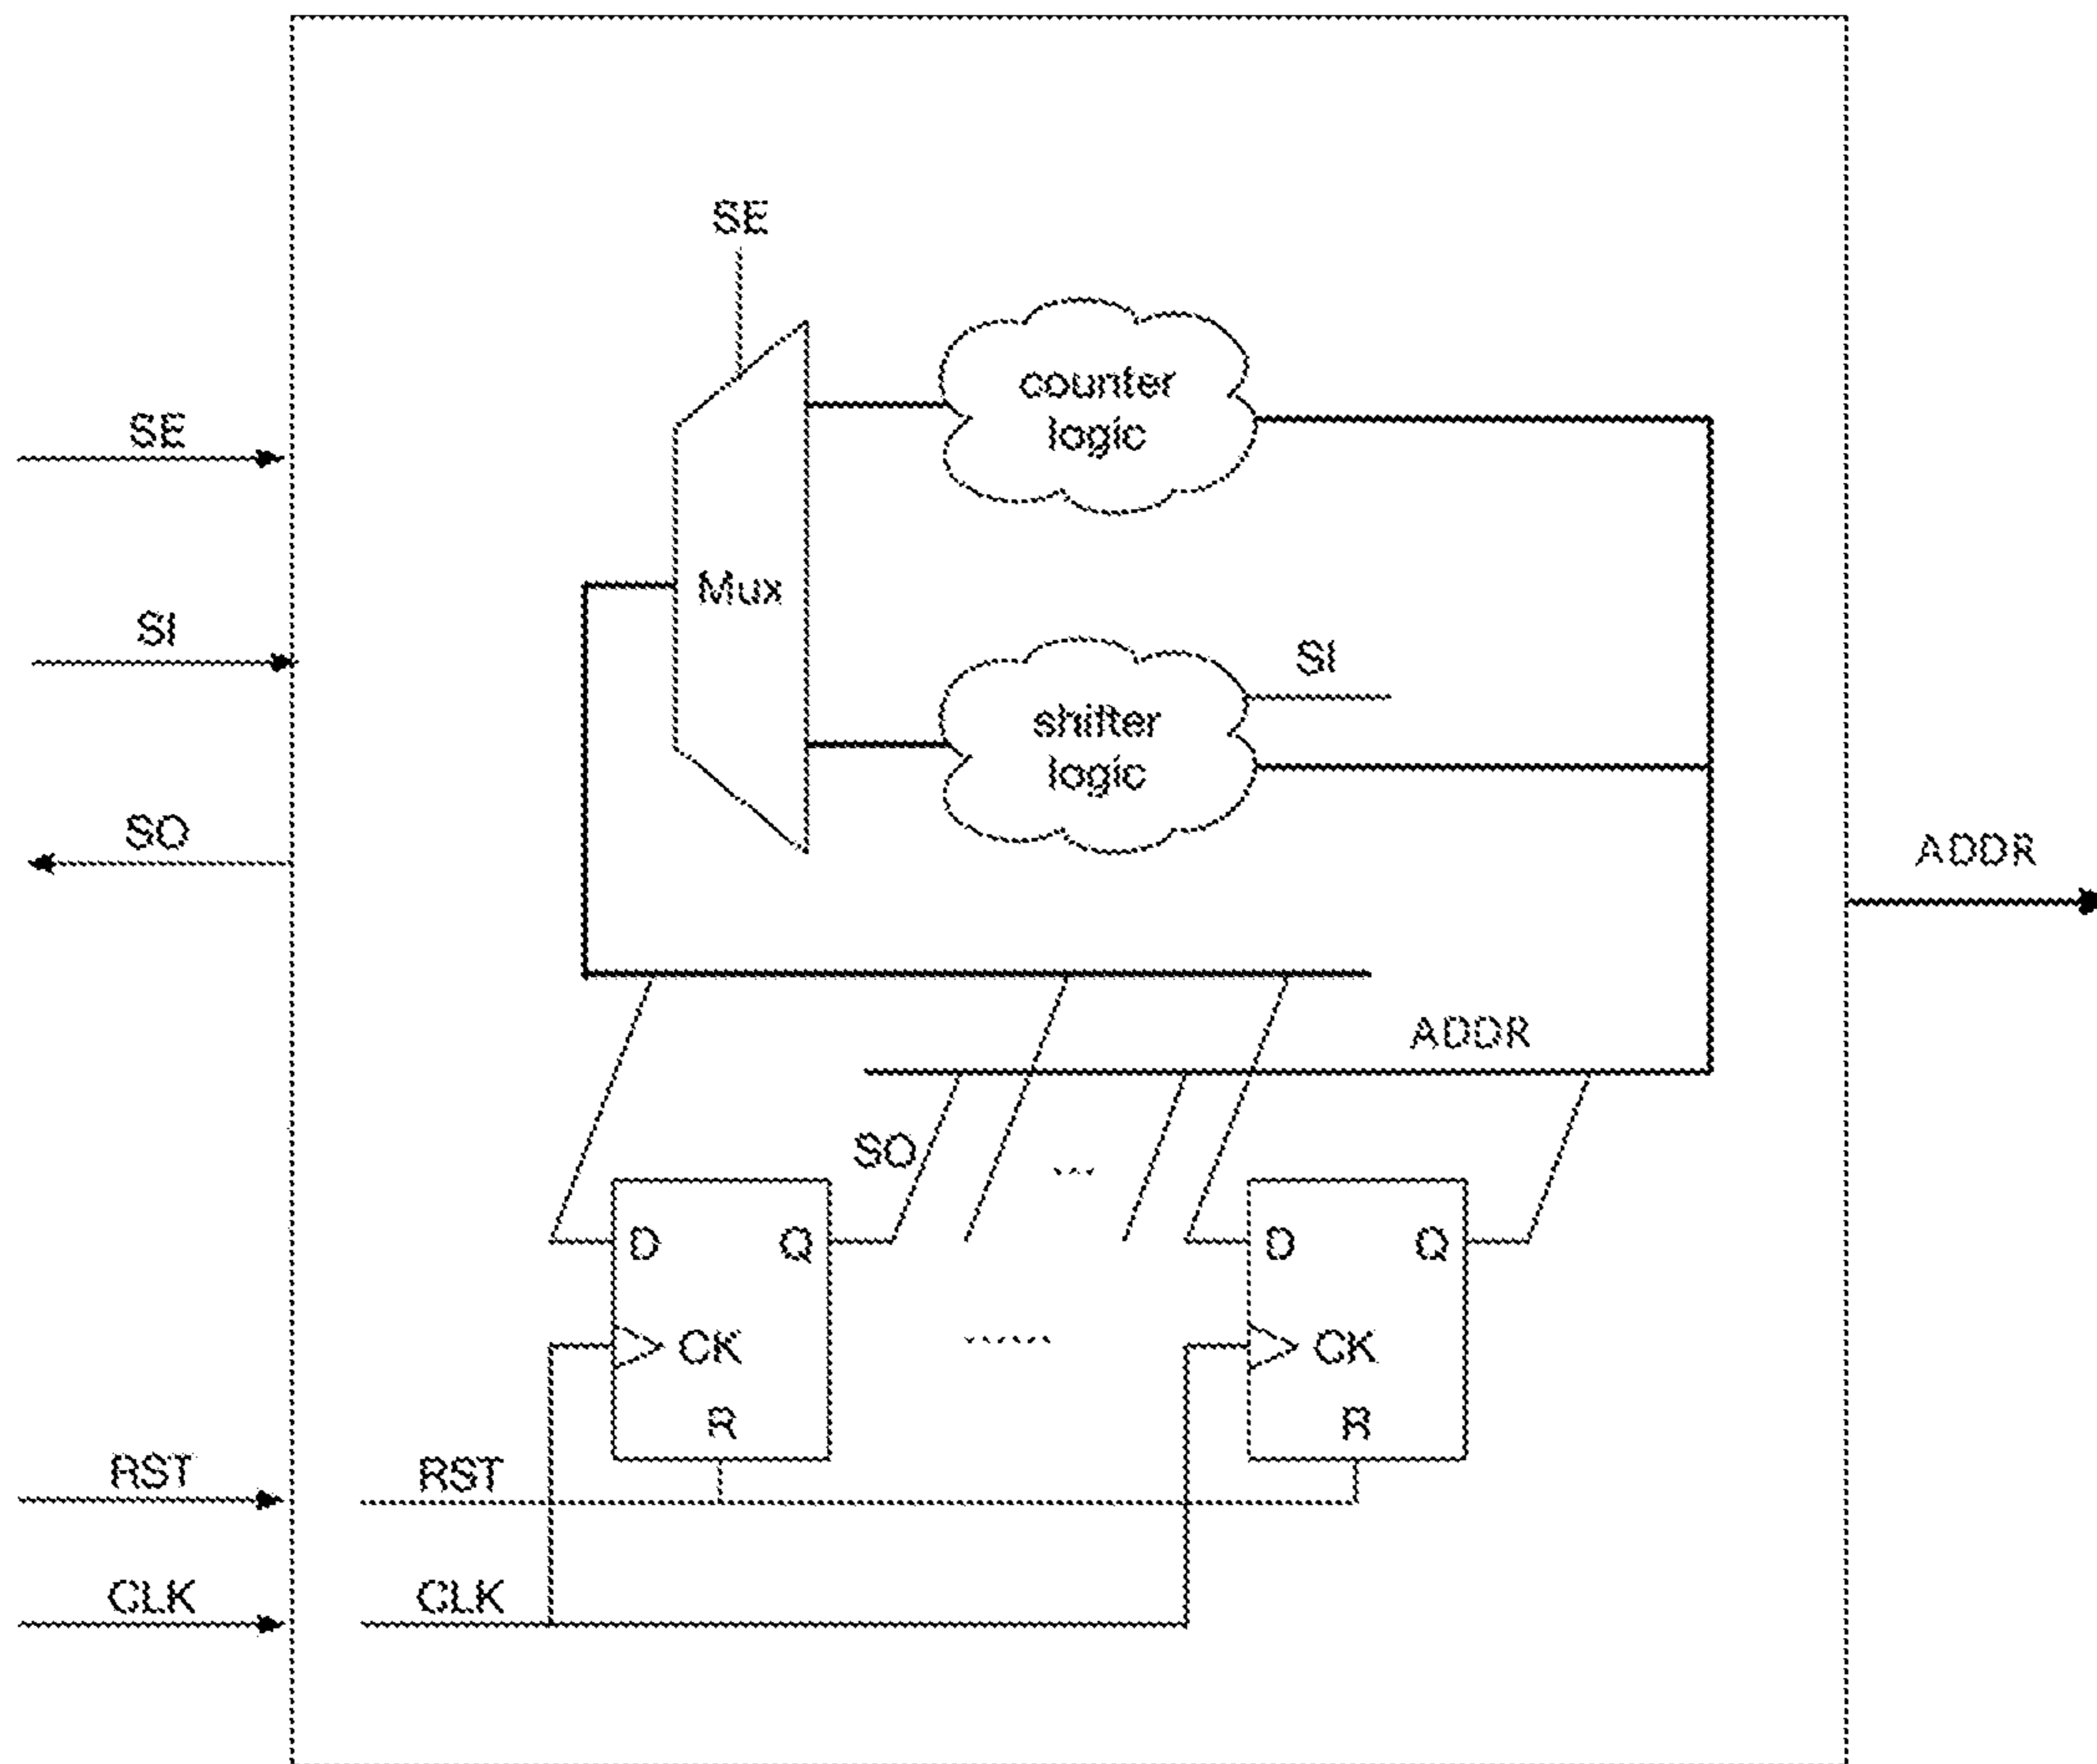 SE
counter
logic
SE
Mux
SI
SI
shifter
logic
SO
ADDR
ADDR
SO
...
D
Q
D
Q
CK
.....
CK
R
R
RST
RST
CLK
CLK